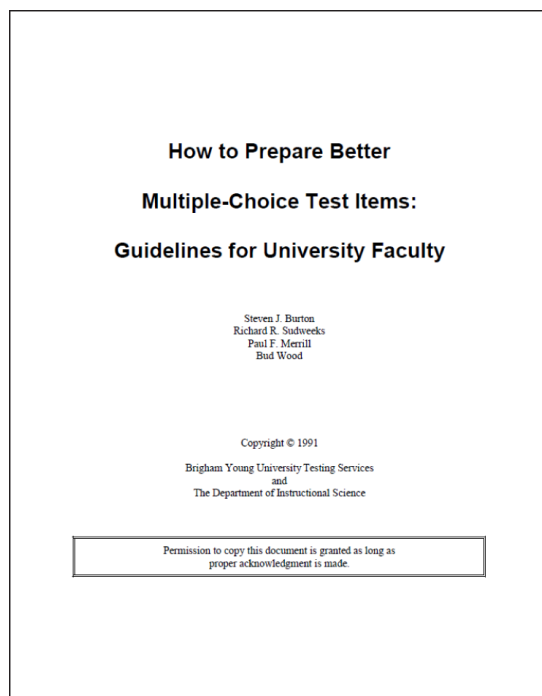 How to Prepare Better
Multiple-Choice Test Items:
Guidelines for University Faculty
Steven J. Burton
Richard R. Sudweeks
Paul F. Merrill
Bud Wood
Copyright © 1991
Brigham Young University Testing Services
and
The Department of Instructional Science
Permission to copy this document is granted as long as
proper acknowledgment is made.